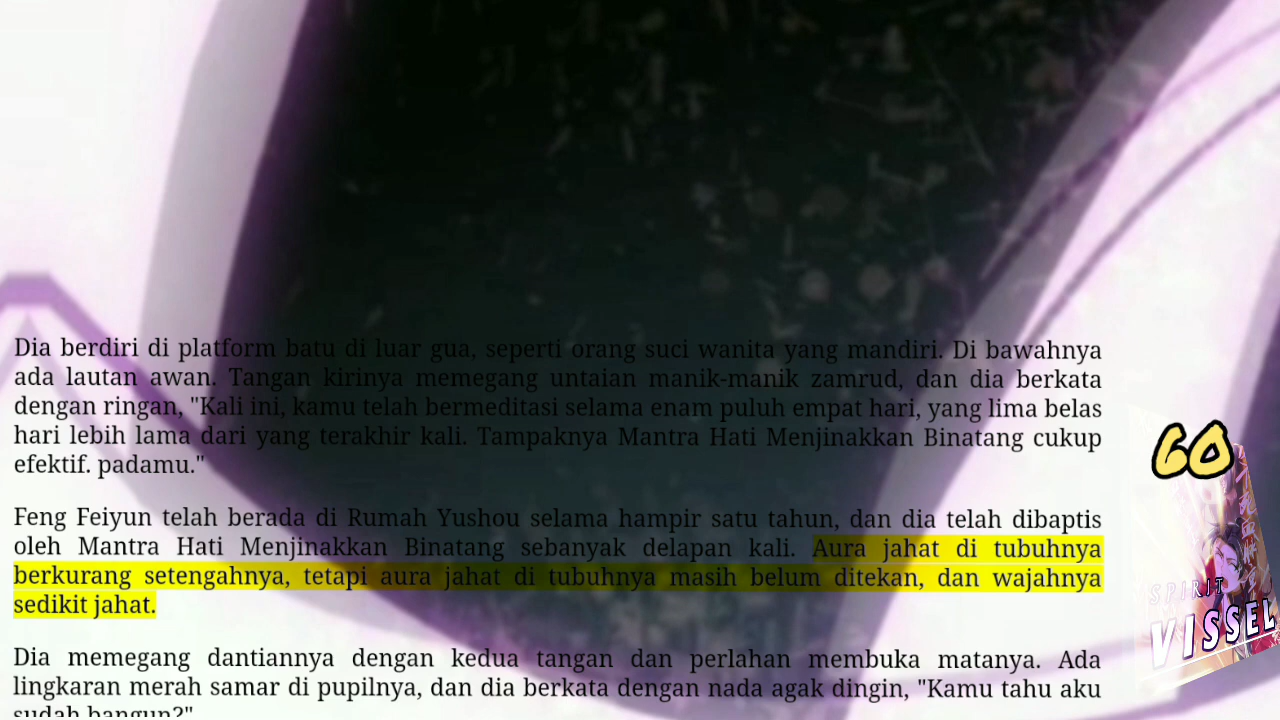 Dia berdiri di platform batu di luar gua, seperti orang suci wanita yang mandiri. Di bawahnya
ada lautan awan. Tangan kirinya memegang untaian manik-manik zamrud, dan dia berkata
dengan ringan, "Kali ini, kamu telah bermeditasi selama enam puluh empat hari, yang lima belas
hari lebih lama dari yang terakhir kali. Tampaknya Mantra Hati Menjinakkan Binatang cukup
efektif. padamu."
60
Feng Feiyun telah berada di Rumah Yushou selama hampir satu tahun, dan dia telah dibaptis
oleh Mantra Hati Menjinakkan Binatang sebanyak delapan kali. Aura jahat di tubuhnya
berkurang setengahnya, tetapi aura jahat di tubuhnya masih belum ditekan, dan wajahnya
sedikit jahat.
SPIRIT
VISSEL
Dia memegang dantiannya dengan kedua tangan dan perlahan membuka matanya. Ada
lingkaran merah samar di pupilnya, dan dia berkata dengan nada agak dingin, "Kamu tahu aku
sudah bangun?"